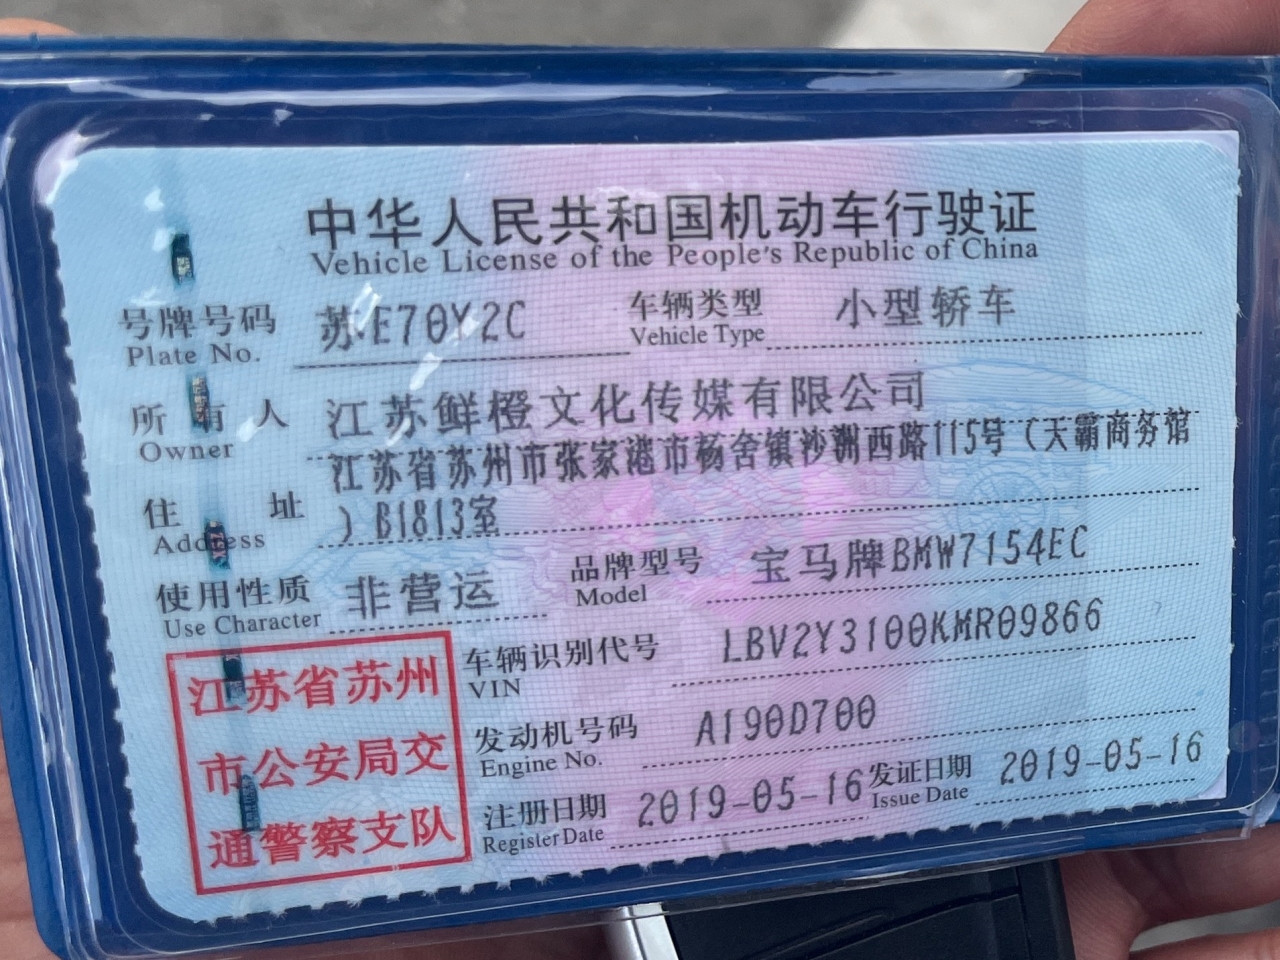 中华人民共和国机动车行驶证
Vehicle License of the People's Republic of China
号牌号码 苏E70Y2C 车辆类型 小型轿车
Plate No. Vehicle Type
所有人 江苏鲜橙文化传媒有限公司
Owner
住址 江苏省苏州市张家港市杨舍镇沙洲西路115号（天霸商务馆
Address ）B1813室
使用性质 非营运 品牌型号 宝马牌BMW7154EC
Use Character Model
车辆识别代号 LBV2Y3100KMR09866
VIN
发动机号码 A190D700
Engine No.
注册日期 2019-05-16 发证日期 2019-05-16
Register Date Issue Date
江苏省苏州
市公安局交
通警察支队